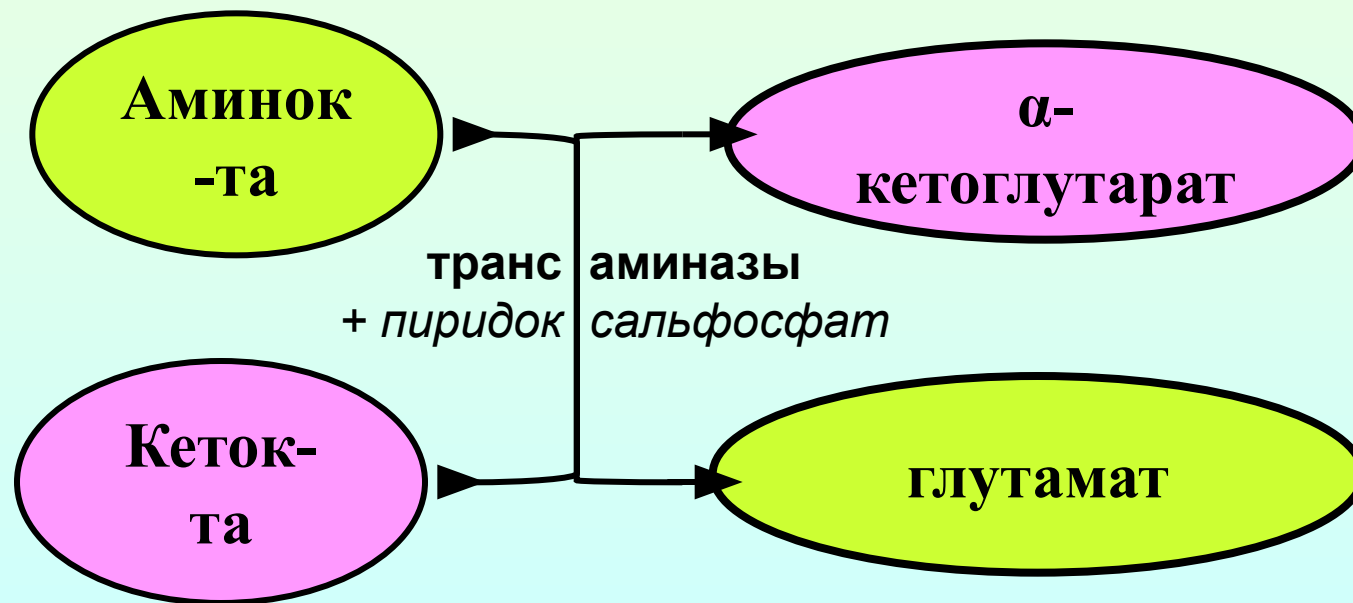 Аминок
-та
α-
кетоглутарат
транс аминазы
+ пиридок сальфосфат
Кеток-
та
глутамат